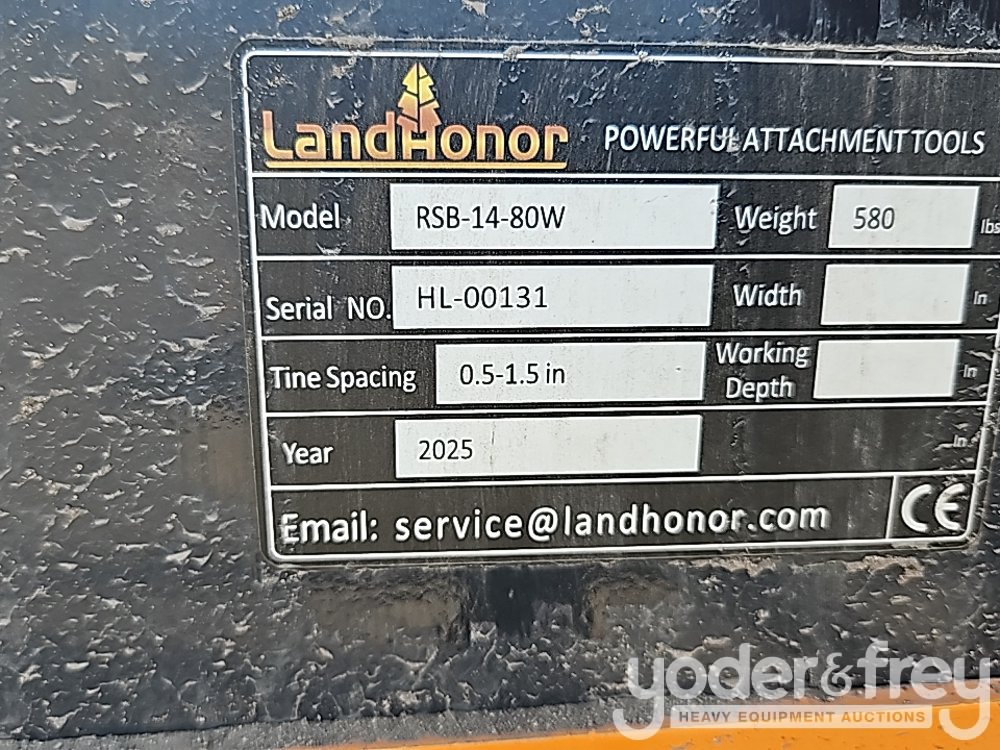 LandHonor POWERFUL ATTACHMENT TOOLS
Model RSB-14-80W Weight 580 lbs
Serial NO. HL-00131 Width In
Tine Spacing 0.5-1.5 in Working Depth In
Year 2025 In
Email: service@landhonor.com CE
yoder&frey
HEAVY EQUIPMENT AUCTIONS